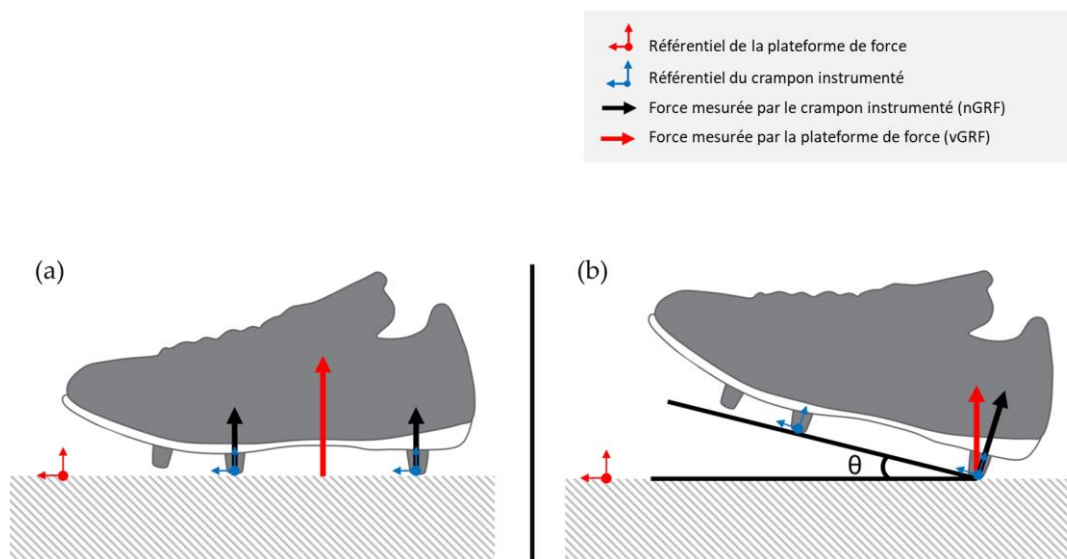 Référentiel de la plateforme de force
Référentiel du crampon instrumenté
Force mesurée par le crampon instrumenté (nGRF)
Force mesurée par la plateforme de force (vGRF)
(a)
(b)
θ